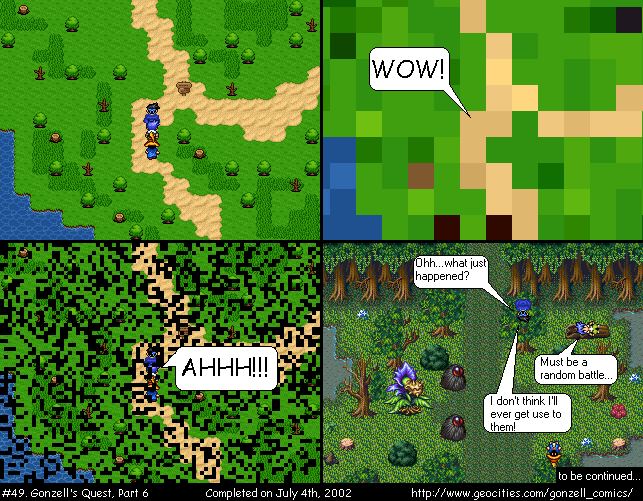 WOW!
AHHH!!!
Ohh...what just
happened?
Must be a
random battle...
I don't think I'll
ever get use to
them!
to be continued...
#49. Gonzell's Quest, Part 6
Completed on July 4th, 2002
http://www.geocities.com/gonzell_comics/